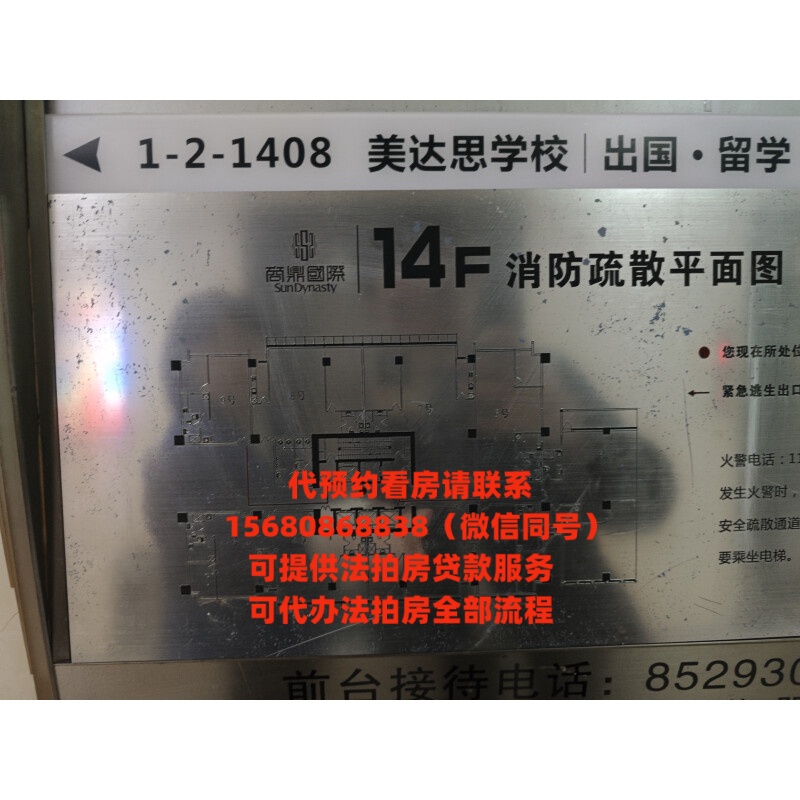 1-2-1408 美达思学校 出国·留学
商鼎國際
SunDynasty
14F 消防疏散平面图
您现在所处位
紧急逃生出口
8号
号
火警电话：11
发生火警时，
安全疏散通道
要乘坐电梯。
代预约看房请联系
15680868838（微信同号）
可提供法拍房贷款服务
可代办法拍房全部流程
前台接待电话：852930